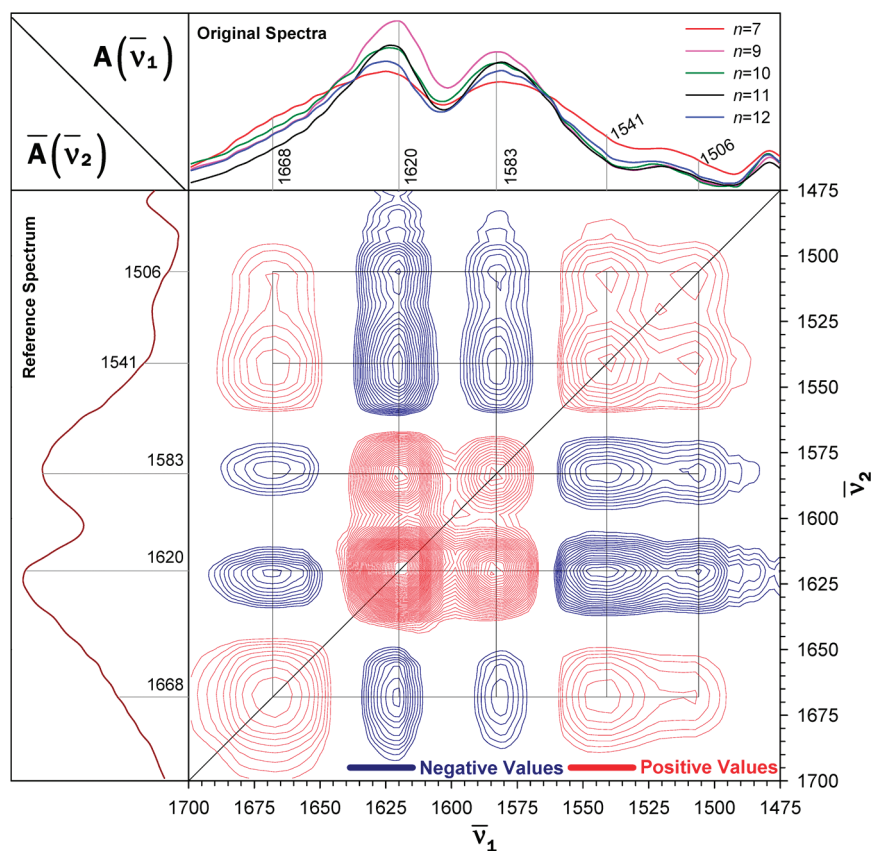 A(ν̅₁)
A̅(ν̅₂)
Original Spectra
n=7
n=9
n=10
n=11
n=12
1668
1620
1583
1541
1506
Reference Spectrum
1506
1541
1583
1620
1668
1475
1500
1525
1550
1575
1600
1625
1650
1675
1700
ν̅₂
Negative Values
Positive Values
1700
1675
1650
1625
1600
1575
1550
1525
1500
1475
ν̅₁